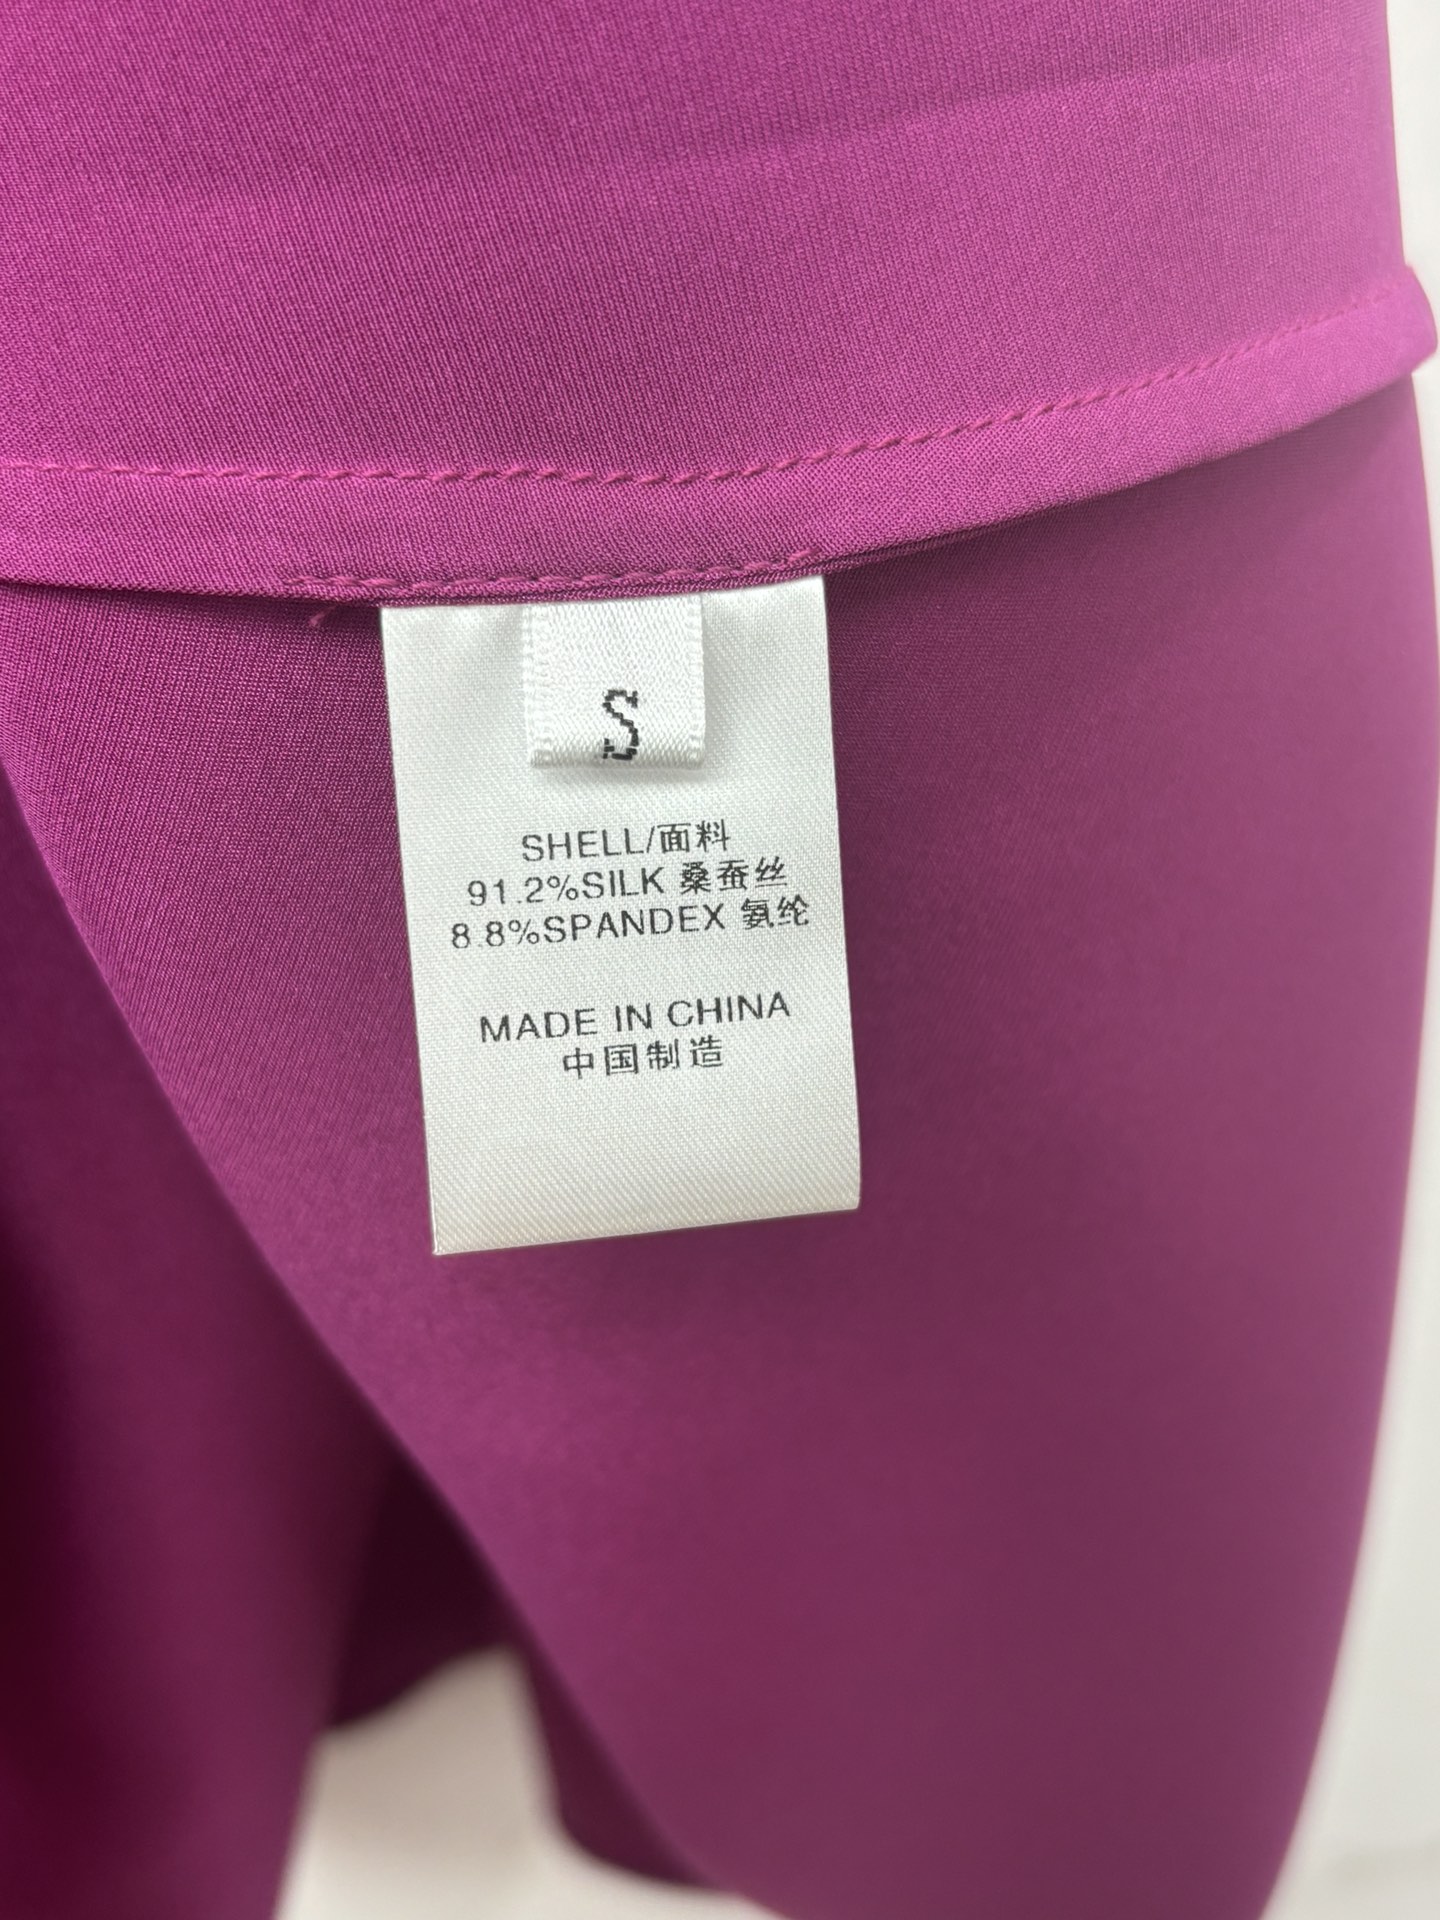 S
SHELL/面料
91.2%SILK 桑蚕丝
8.8%SPANDEX 氨纶
MADE IN CHINA
中国制造